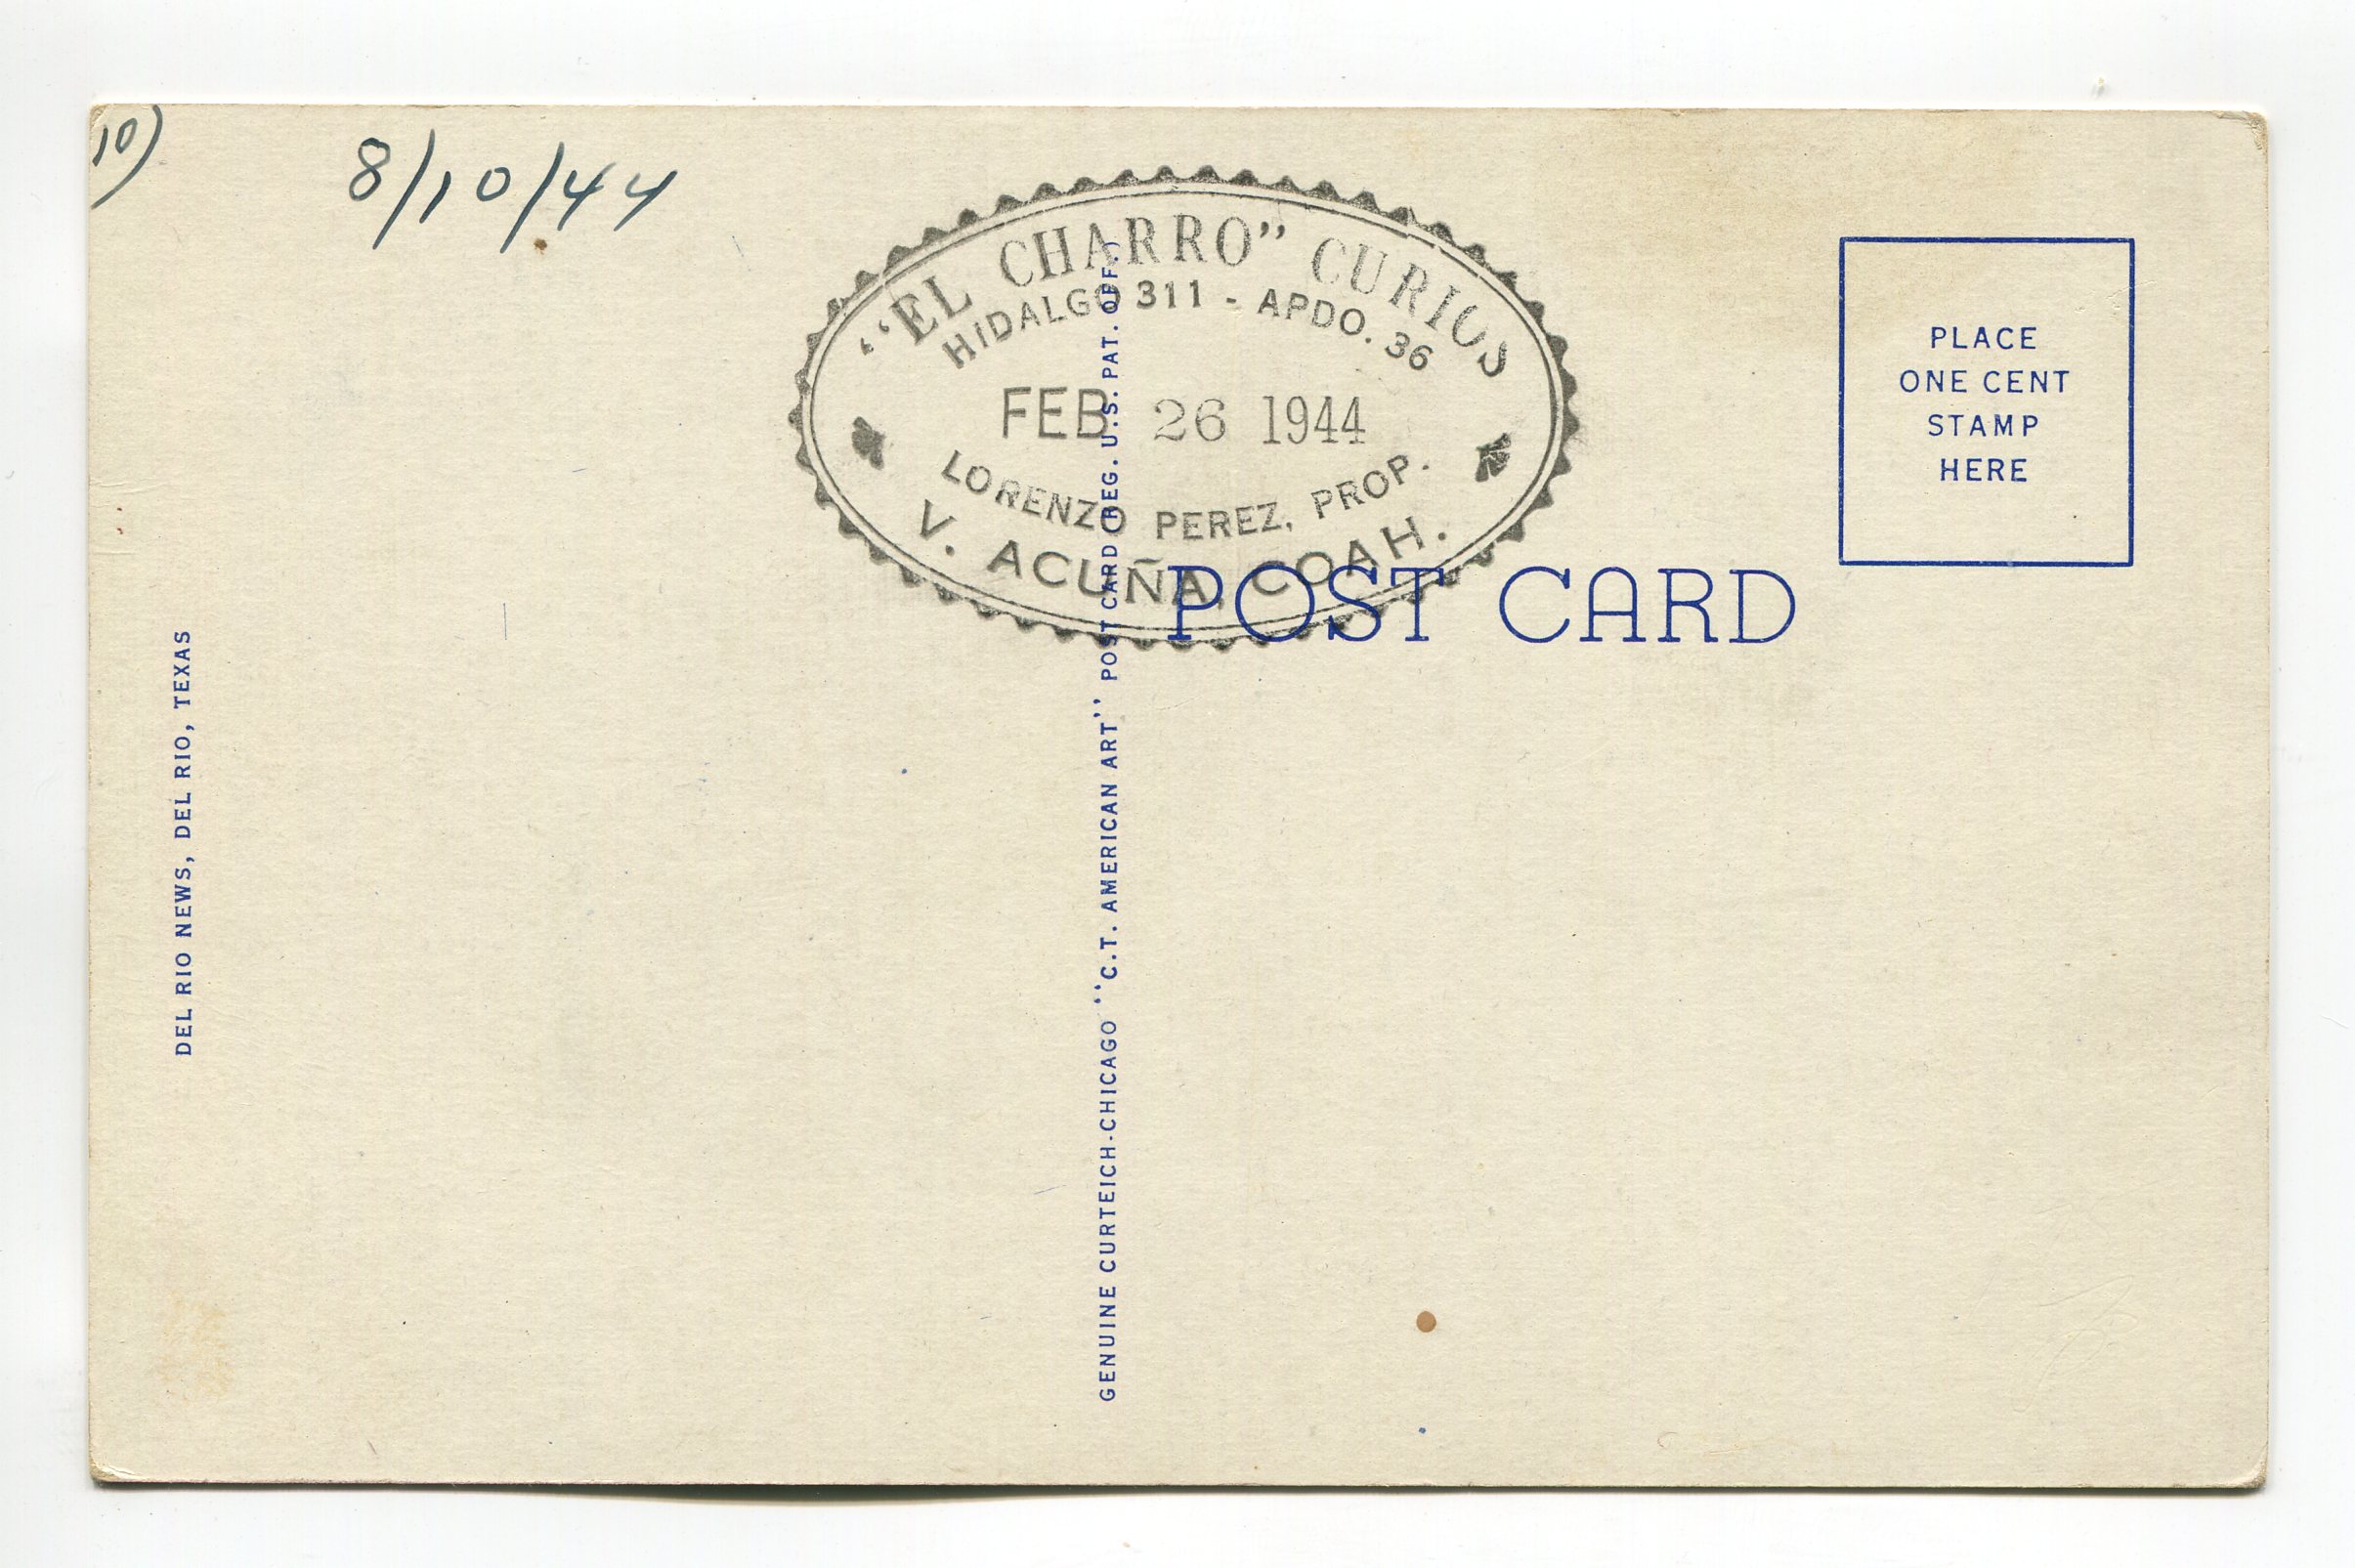 10)
8/10/44
"EL CHARRO" CURIOS
HIDALGO 311 - APDO. 36
FEB 26 1944
LORENZO PEREZ, PROP.
V. ACUÑA, COAH.
PLACE
ONE CENT
STAMP
HERE
POST CARD
DEL RIO NEWS, DEL RIO, TEXAS
GENUINE CURTEICH-CHICAGO "C.T. AMERICAN ART" POST CARD (REG. U.S. PAT. OFF.)